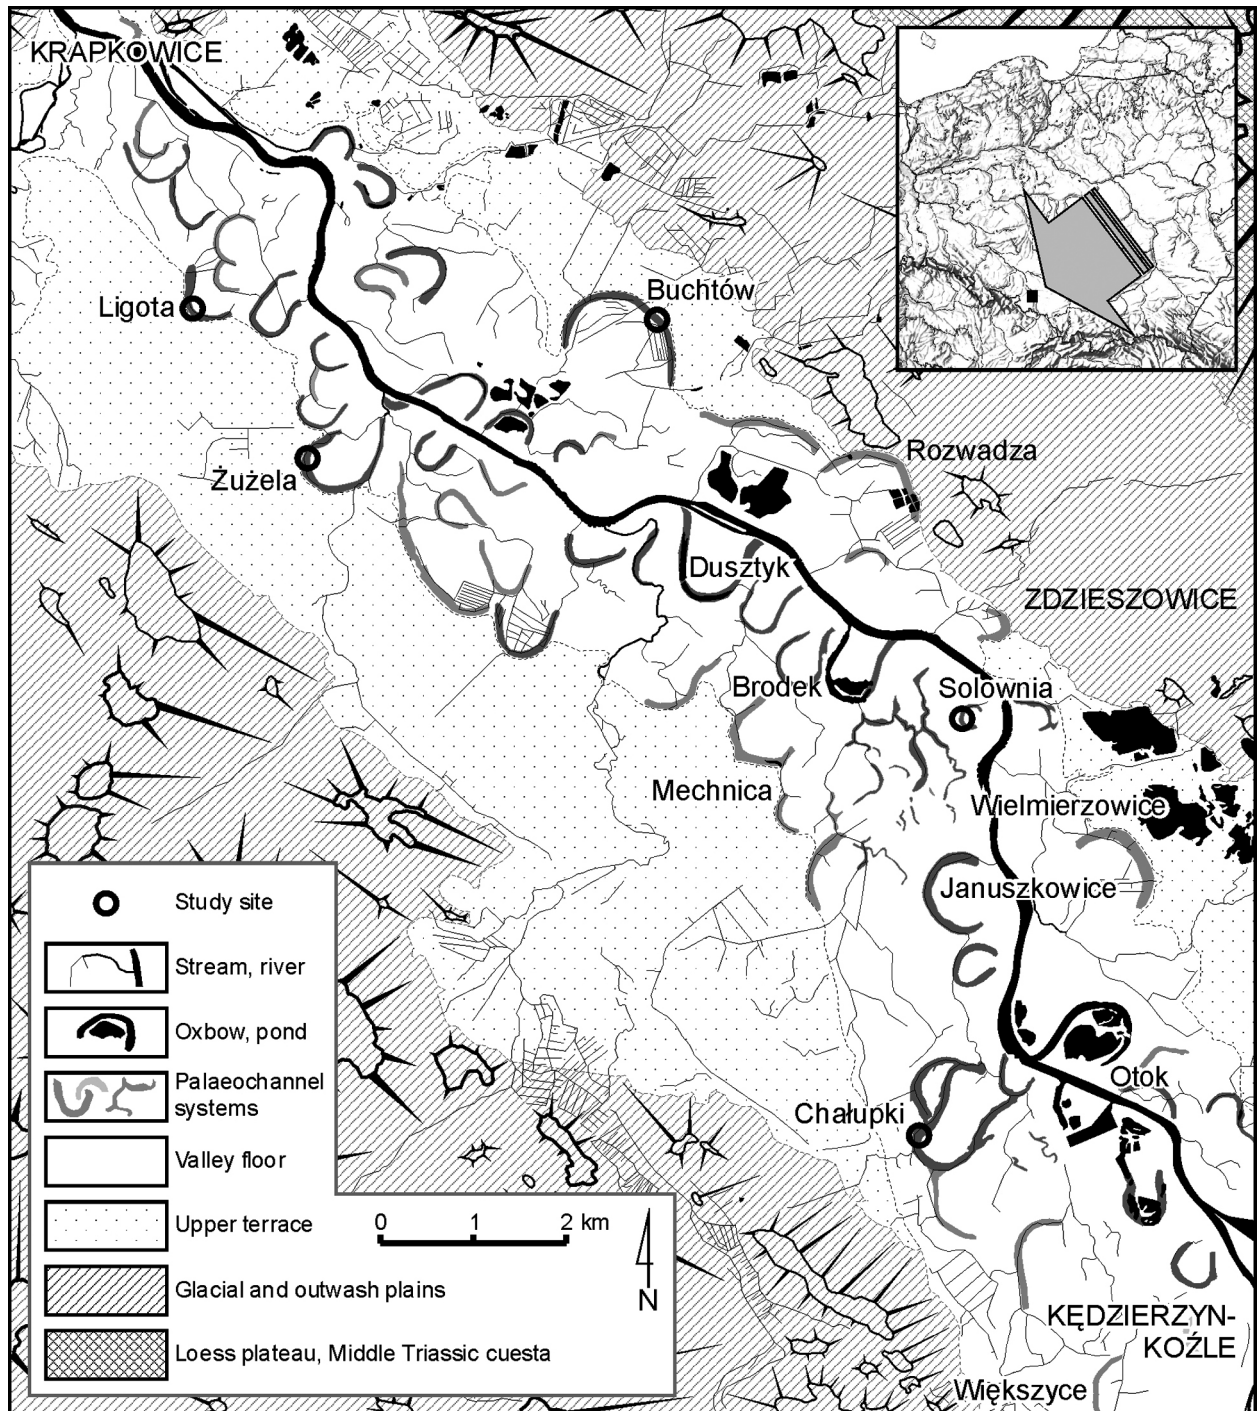 KRAPKOWICE
Ligota
Buchtów
Żużela
Rozwadza
Dusztyk
ZDZIESZOWICE
Brodek
Solownia
Mechnica
Wielmierzowice
Januszkowice
Otok
Chałupki
KĘDZIERZYN-
KOŹLE
Większyce
Study site
Stream, river
Oxbow, pond
Palaeochannel
systems
Valley floor
Upper terrace
Glacial and outwash plains
Loess plateau, Middle Triassic cuesta
0 1 2 km
N